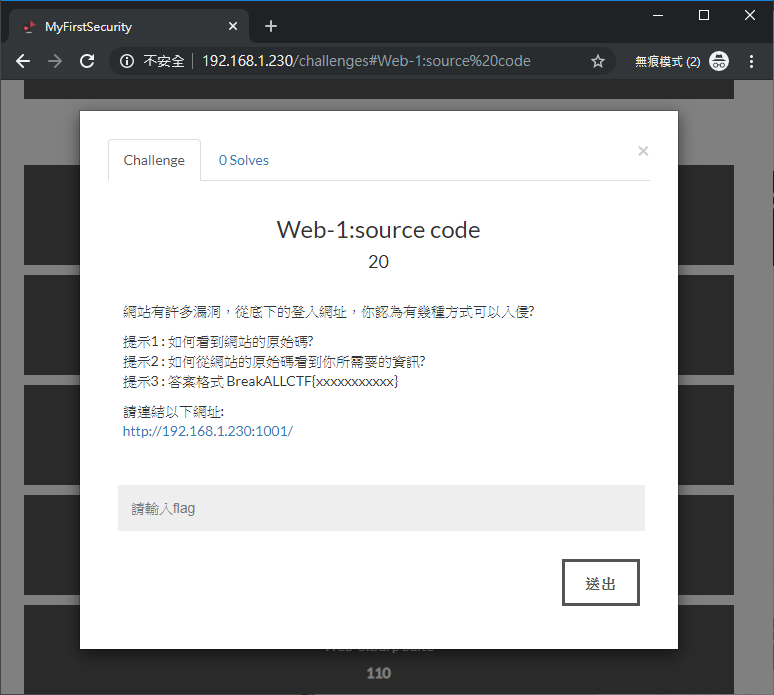 MyFirstSecurity
不安全
192.168.1.230/challenges#Web-1:source%20code
無痕模式 (2)
Challenge
0 Solves
×
Web-1:source code
20
網站有許多漏洞，從底下的登入網址，你認為有幾種方式可以入侵?
提示1 : 如何看到網站的原始碼?
提示2 : 如何從網站的原始碼看到你所需要的資訊?
提示3 : 答案格式 BreakALLCTF{xxxxxxxxxxx}
請連結以下網址:
http://192.168.1.230:1001/
請輸入flag
送出
110